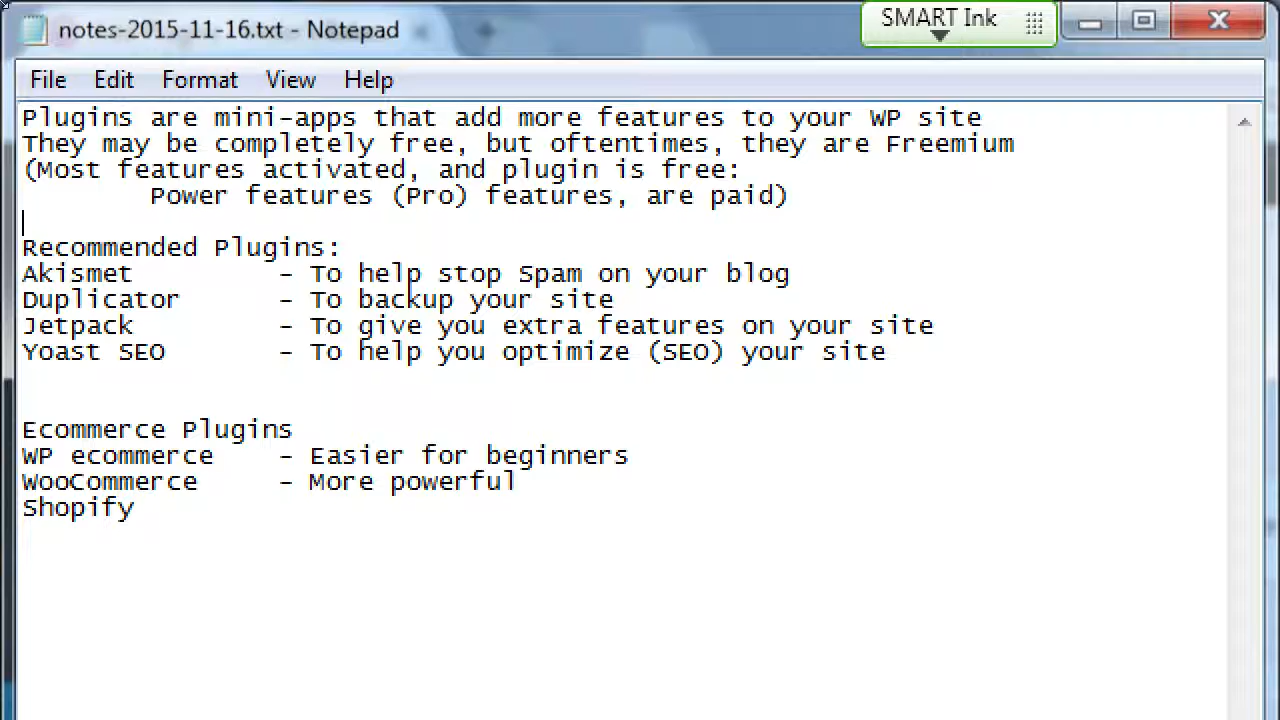 notes-2015-11-16.txt - Notepad
SMART Ink
File Edit Format View Help
Plugins are mini-apps that add more features to your WP site
They may be completely free, but oftentimes, they are Freemium
(Most features activated, and plugin is free:
Power features (Pro) features, are paid)
Recommended Plugins:
Akismet - To help stop Spam on your blog
Duplicator - To backup your site
Jetpack - To give you extra features on your site
Yoast SEO - To help you optimize (SEO) your site
Ecommerce Plugins
WP ecommerce - Easier for beginners
WooCommerce - More powerful
Shopify